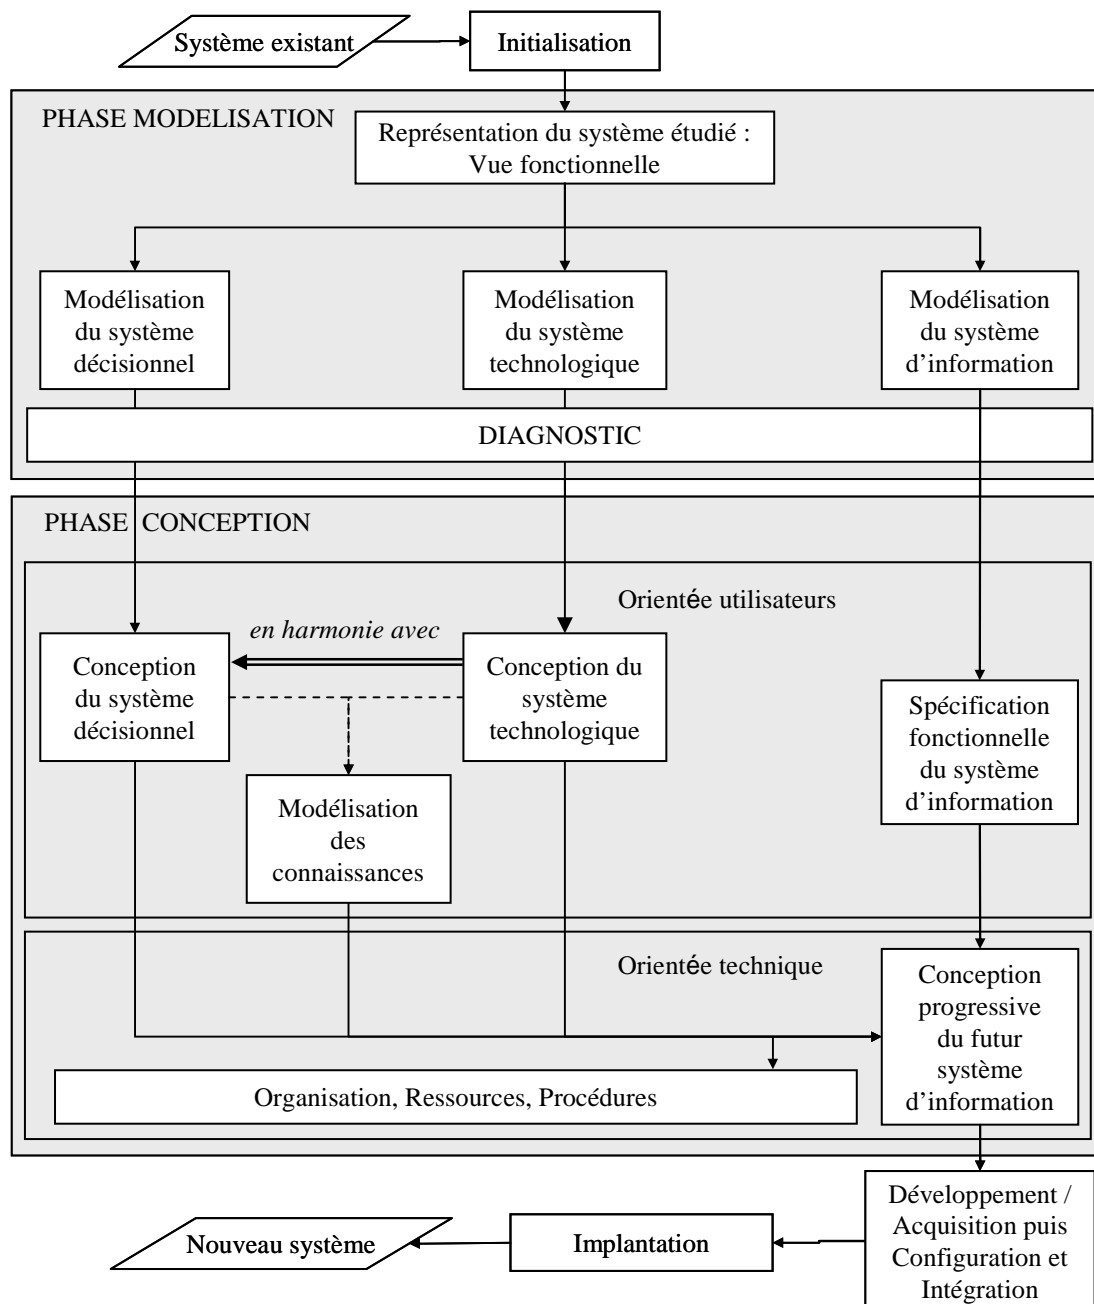 Système existant
Initialisation
PHASE MODELISATION
Représentation du système étudié :
Vue fonctionnelle
Modélisation
du système
décisionnel
Modélisation
du système
technologique
Modélisation
du système
d’information
DIAGNOSTIC
PHASE CONCEPTION
Orientée utilisateurs
en harmonie avec
Conception
du système
décisionnel
Conception du
système
technologique
Spécification
fonctionnelle
du système
d’information
Modélisation
des
connaissances
Orientée technique
Conception
progressive
du futur
système
d’information
Organisation, Ressources, Procédures
Développement /
Acquisition puis
Configuration et
Intégration
Implantation
Nouveau système